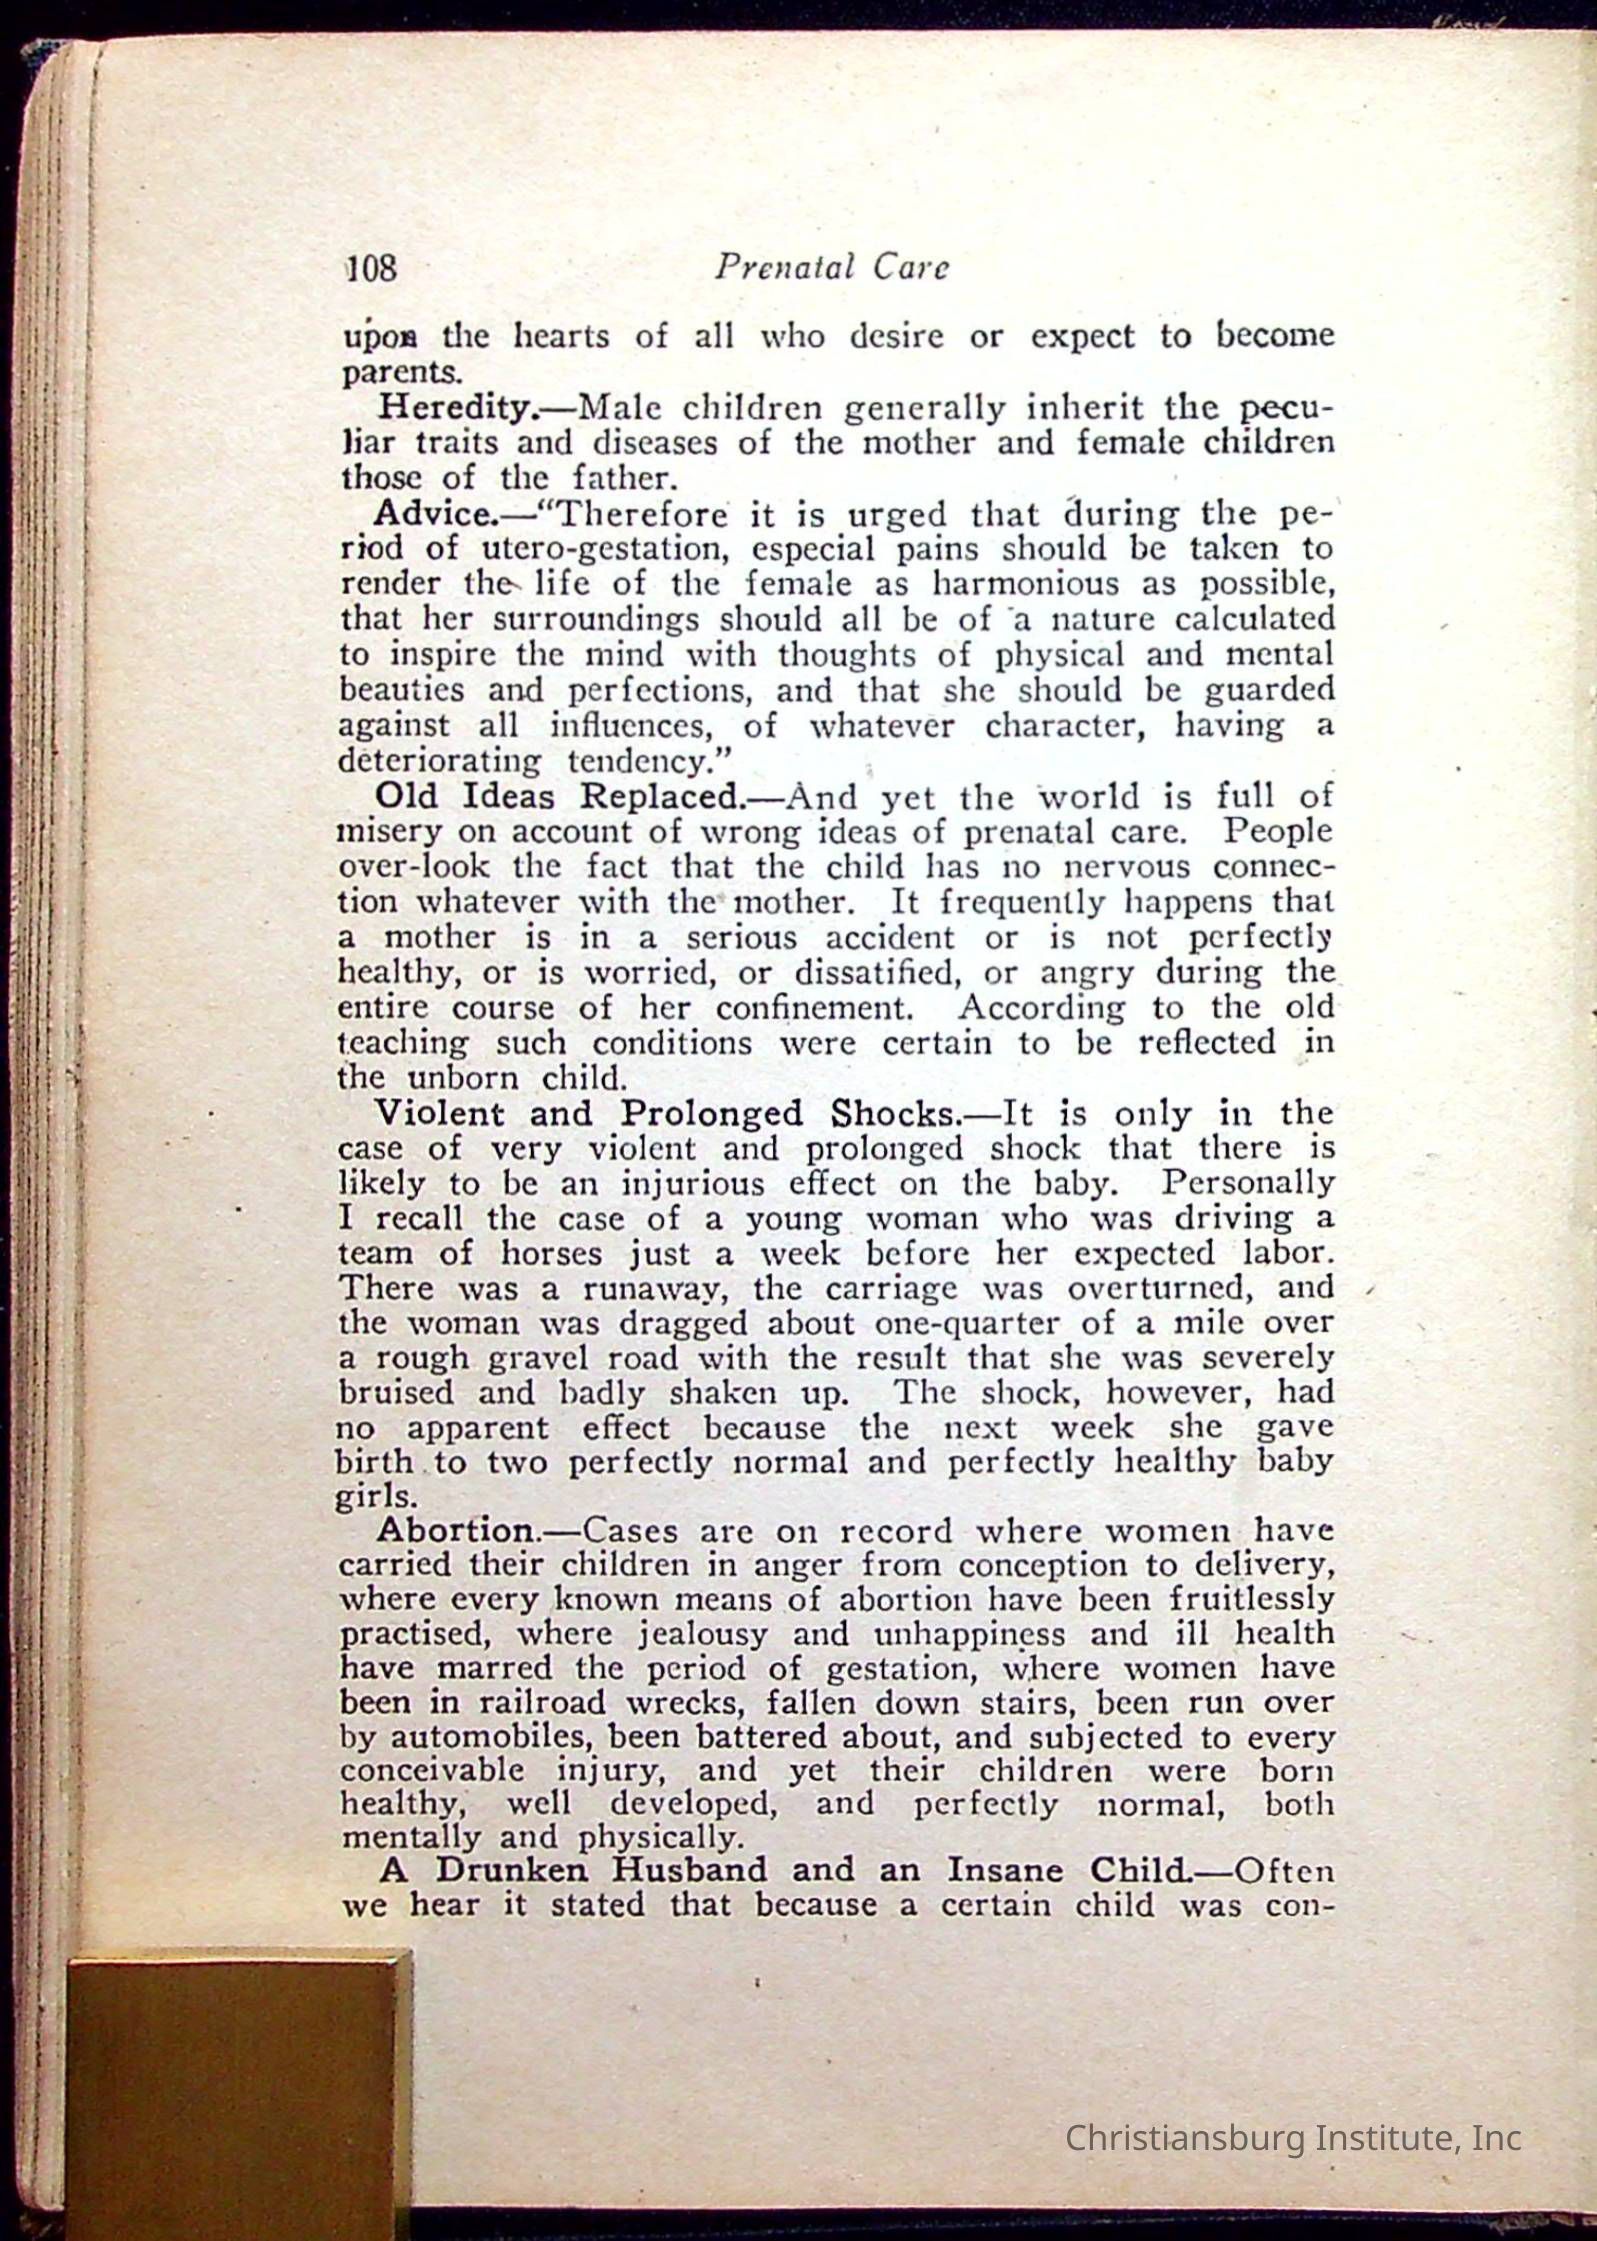 108 Prenatal Care
upon the hearts of all who desire or expect to become
parents.
Heredity.—Male children generally inherit the pecu-
liar traits and diseases of the mother and female children
those of the father.
Advice.—“Therefore it is urged that during the pe-
riod of utero-gestation, especial pains should be taken to
render the life of the female as harmonious as possible,
that her surroundings should all be of a nature calculated
to inspire the mind with thoughts of physical and mental
beauties and perfections, and that she should be guarded
against all influences, of whatever character, having a
deteriorating tendency.”
Old Ideas Replaced.—And yet the world is full of
misery on account of wrong ideas of prenatal care. People
over-look the fact that the child has no nervous connec-
tion whatever with the mother. It frequently happens that
a mother is in a serious accident or is not perfectly
healthy, or is worried, or dissatified, or angry during the
entire course of her confinement. According to the old
teaching such conditions were certain to be reflected in
the unborn child.
Violent and Prolonged Shocks.—It is only in the
case of very violent and prolonged shock that there is
likely to be an injurious effect on the baby. Personally
I recall the case of a young woman who was driving a
team of horses just a week before her expected labor.
There was a runaway, the carriage was overturned, and
the woman was dragged about one-quarter of a mile over
a rough gravel road with the result that she was severely
bruised and badly shaken up. The shock, however, had
no apparent effect because the next week she gave
birth to two perfectly normal and perfectly healthy baby
girls.
Abortion.—Cases are on record where women have
carried their children in anger from conception to delivery,
where every known means of abortion have been fruitlessly
practised, where jealousy and unhappiness and ill health
have marred the period of gestation, where women have
been in railroad wrecks, fallen down stairs, been run over
by automobiles, been battered about, and subjected to every
conceivable injury, and yet their children were born
healthy, well developed, and perfectly normal, both
mentally and physically.
A Drunken Husband and an Insane Child.—Often
we hear it stated that because a certain child was con-
Christiansburg Institute, Inc